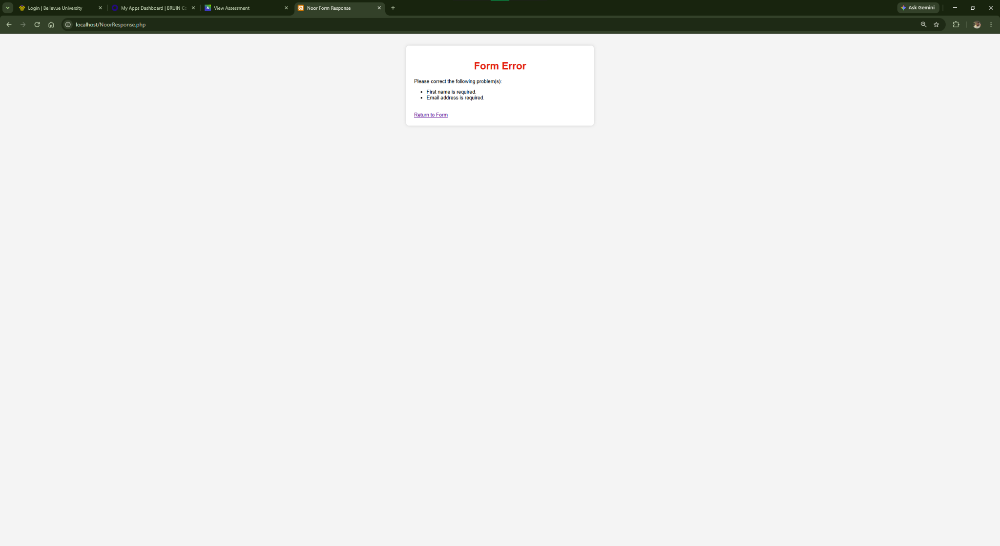 Login | Bellevue University
My Apps Dashboard | BRUIN Co
View Assessment
Noor Form Response
Ask Gemini
localhost/NoorResponse.php
Form Error
Please correct the following problem(s):
• First name is required.
• Email address is required.
Return to Form